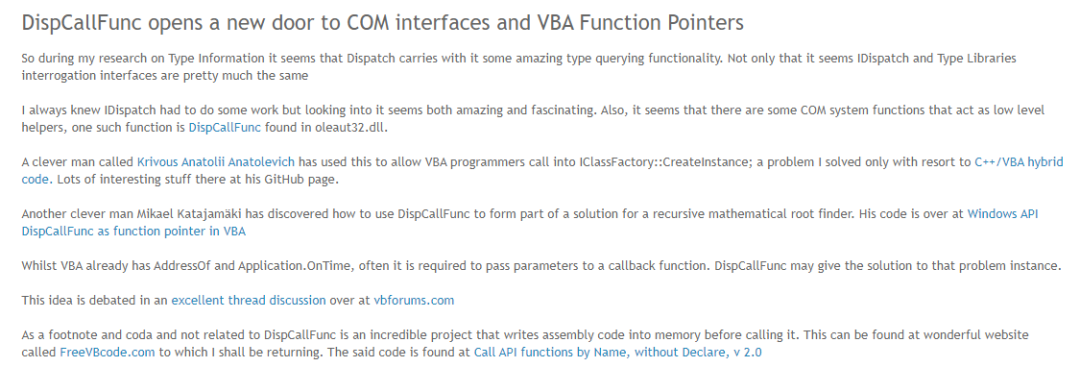 DispCallFunc opens a new door to COM interfaces and VBA Function Pointers
So during my research on Type Information it seems that Dispatch carries with it some amazing type querying functionality. Not only that it seems IDispatch and Type Libraries
interrogation interfaces are pretty much the same
I always knew IDispatch had to do some work but looking into it seems both amazing and fascinating. Also, it seems that there are some COM system functions that act as low level
helpers, one such function is DispCallFunc found in oleaut32.dll.
A clever man called Krivous Anatolii Anatolevich has used this to allow VBA programmers call into IClassFactory::CreateInstance; a problem I solved only with resort to C++/VBA hybrid
code. Lots of interesting stuff there at his GitHub page.
Another clever man Mikael Katajamäki has discovered how to use DispCallFunc to form part of a solution for a recursive mathematical root finder. His code is over at Windows API
DispCallFunc as function pointer in VBA
Whilst VBA already has AddressOf and Application.OnTime, often it is required to pass parameters to a callback function. DispCallFunc may give the solution to that problem instance.
This idea is debated in an excellent thread discussion over at vbforums.com
As a footnote and coda and not related to DispCallFunc is an incredible project that writes assembly code into memory before calling it. This can be found at wonderful website
called FreeVBcode.com to which I shall be returning. The said code is found at Call API functions by Name, without Declare, v 2.0